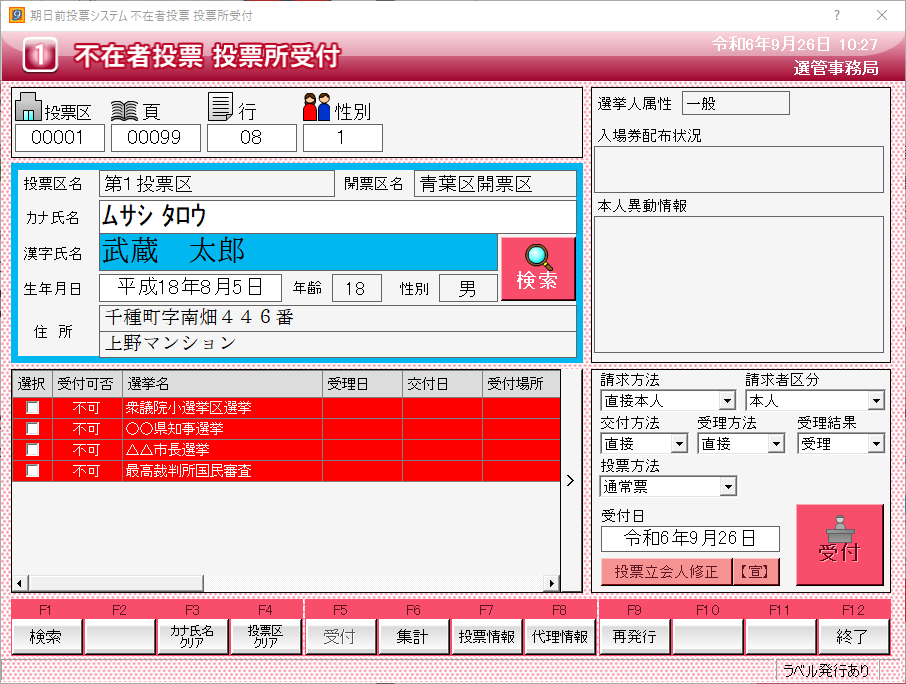 期日前投票システム 不在者投票 投票所受付
1 不在者投票 投票所受付
令和6年9月26日 10:27
選管事務局
投票区 頁 行 性別
00001 00099 08 1
投票区名 第1投票区 開票区名 青葉区開票区
カナ氏名 ムサシ タロウ
漢字氏名 武蔵　太郎
検索
生年月日 平成18年8月5日 年齢 18 性別 男
住 所 千種町字南畑４４６番
上野マンション
選挙人属性 一般
入場券配布状況
本人異動情報
選択 受付可否 選挙名 受理日 交付日 受付場所
不可 衆議院小選挙区選挙
不可 〇〇県知事選挙
不可 △△市長選挙
不可 最高裁判所国民審査
請求方法 請求者区分
直接本人 本人
交付方法 受理方法 受理結果
直接 直接 受理
投票方法
通常票
受付日
令和6年9月26日
投票立会人修正 【宣】
受付
F1 F2 F3 F4 F5 F6 F7 F8 F9 F10 F11 F12
検索 カナ氏名クリア 投票区クリア 受付 集計 投票情報 代理情報 再発行 終了
ラベル発行あり